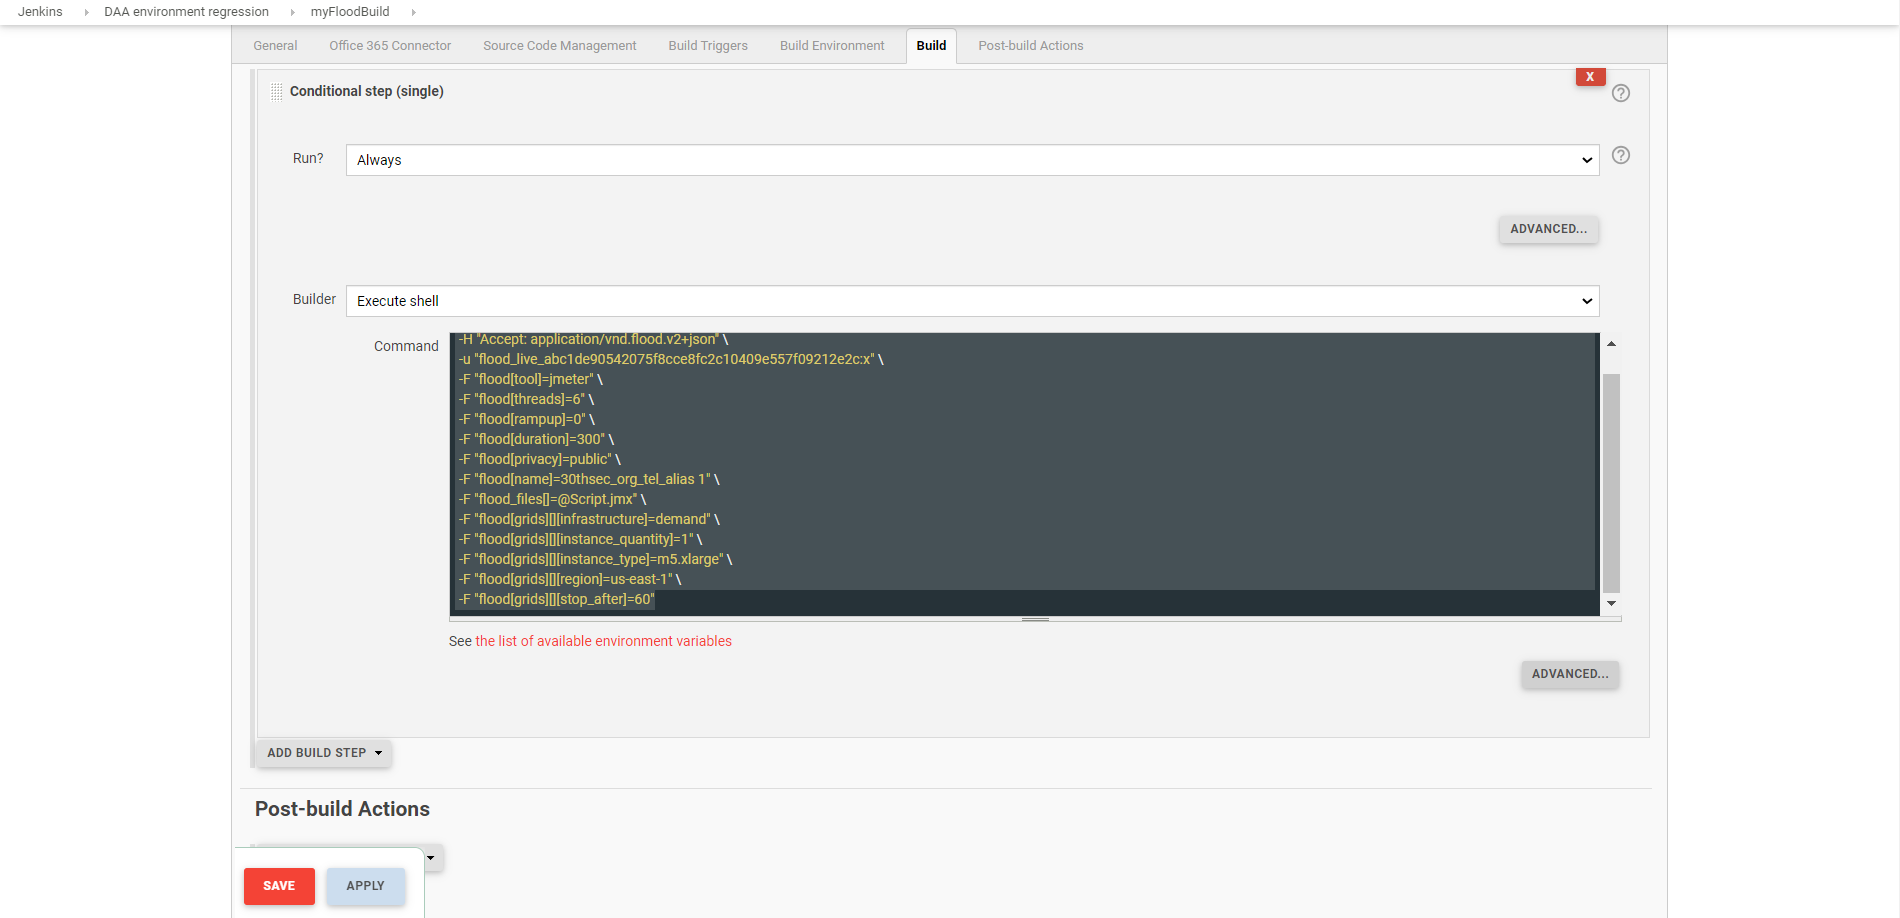 Jenkins DAA environment regression myFloodBuild
General Office 365 Connector Source Code Management Build Triggers Build Environment Build Post-build Actions
X
Conditional step (single)
Run? Always
ADVANCED...
Builder Execute shell
Command
-H "Accept: application/vnd.flood.v2+json" \
-u "flood_live_abc1de90542075f8cce8fc2c10409e557f09212e2c:x" \
-F "flood[tool]=jmeter" \
-F "flood[threads]=6" \
-F "flood[rampup]=0" \
-F "flood[duration]=300" \
-F "flood[privacy]=public" \
-F "flood[name]=30thsec_org_tel_alias 1" \
-F "flood_files[]=@Script.jmx" \
-F "flood[grids][][infrastructure]=demand" \
-F "flood[grids][][instance_quantity]=1" \
-F "flood[grids][][instance_type]=m5.xlarge" \
-F "flood[grids][][region]=us-east-1" \
-F "flood[grids][][stop_after]=60"
See the list of available environment variables
ADVANCED...
ADD BUILD STEP
Post-build Actions
SAVE APPLY